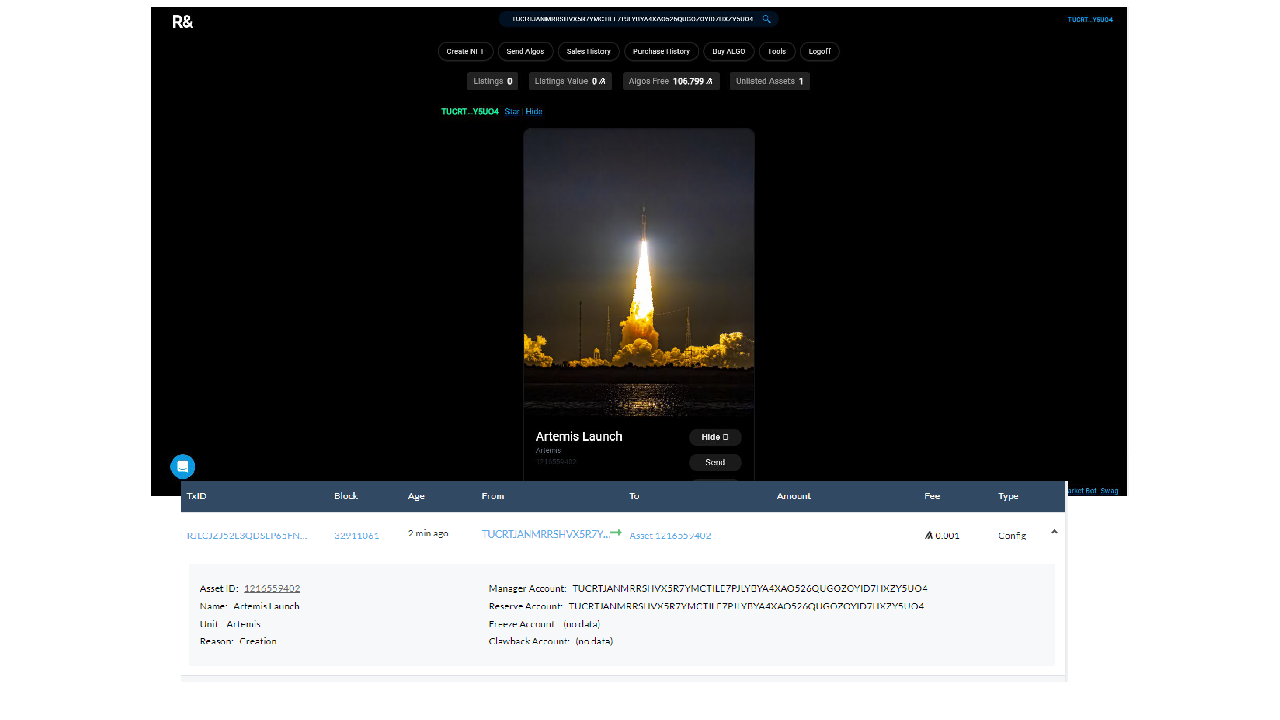 R&
TUCRTJANMRRSHVX5R7YMCTILE7PJLYBYA4XAO526QUGOZOYID7HXZY5UO4
TUCRT...Y5UO4
Create NFT Send Algos Sales History Purchase History Buy ALGO Tools Logoff
Listings 0 Listings Value 0 Algos Free 106.799 Unlisted Assets 1
TUCRT...Y5UO4 Star | Hide
Artemis Launch
Hide
Artemis
1216559402
Send
Market Bot Swag
TxID Block Age From To Amount Fee Type
32911061 2 min ago TUCRTJANMRRSHVX5R7Y... Asset 1216559402 0.001 Config
Asset ID: 1216559402 Manager Account: TUCRTJANMRRSHVX5R7YMCTILE7PJLYBYA4XAO526QUGOZOYID7HXZY5UO4
Name: Artemis Launch Reserve Account: TUCRTJANMRRSHVX5R7YMCTILE7PJLYBYA4XAO526QUGOZOYID7HXZY5UO4
Unit: Artemis Freeze Account: (no data)
Reason: Creation Clawback Account: (no data)